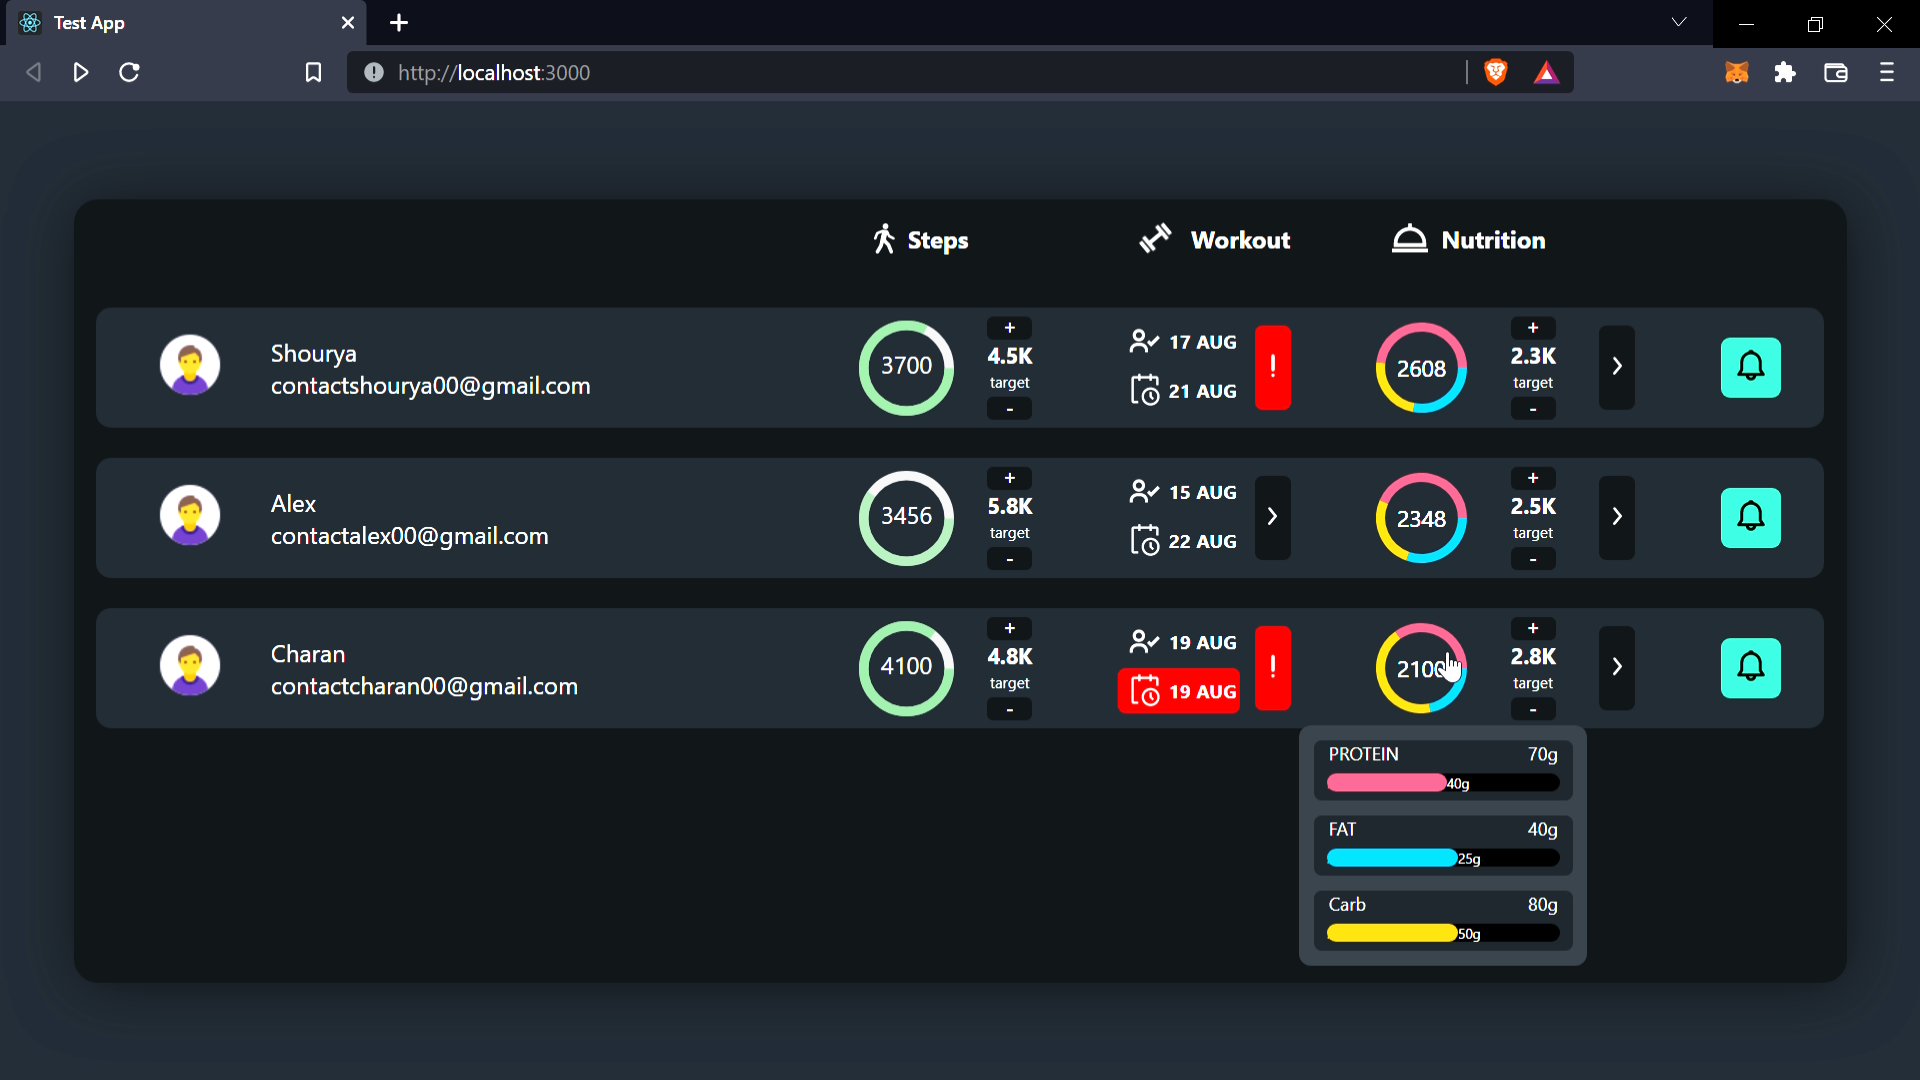 Test App
http://localhost:3000
Steps
Workout
Nutrition
Shourya
contactshourya00@gmail.com
3700
+
4.5K
target
-
17 AUG
21 AUG
!
2608
+
2.3K
target
-
Alex
contactalex00@gmail.com
3456
+
5.8K
target
-
15 AUG
22 AUG
2348
+
2.5K
target
-
Charan
contactcharan00@gmail.com
4100
+
4.8K
target
-
19 AUG
19 AUG
!
2100
+
2.8K
target
-
PROTEIN 70g
40g
FAT 40g
25g
Carb 80g
50g